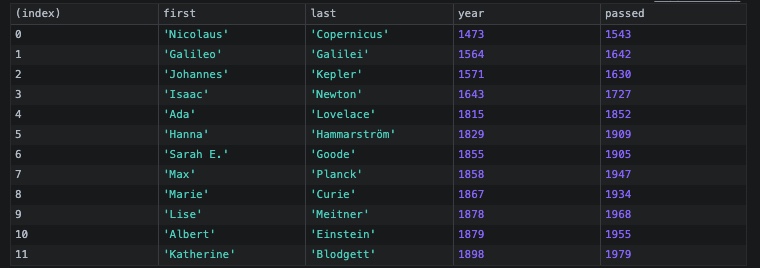 (index) first last year passed
0 'Nicolaus' 'Copernicus' 1473 1543
1 'Galileo' 'Galilei' 1564 1642
2 'Johannes' 'Kepler' 1571 1630
3 'Isaac' 'Newton' 1643 1727
4 'Ada' 'Lovelace' 1815 1852
5 'Hanna' 'Hammarström' 1829 1909
6 'Sarah E.' 'Goode' 1855 1905
7 'Max' 'Planck' 1858 1947
8 'Marie' 'Curie' 1867 1934
9 'Lise' 'Meitner' 1878 1968
10 'Albert' 'Einstein' 1879 1955
11 'Katherine' 'Blodgett' 1898 1979